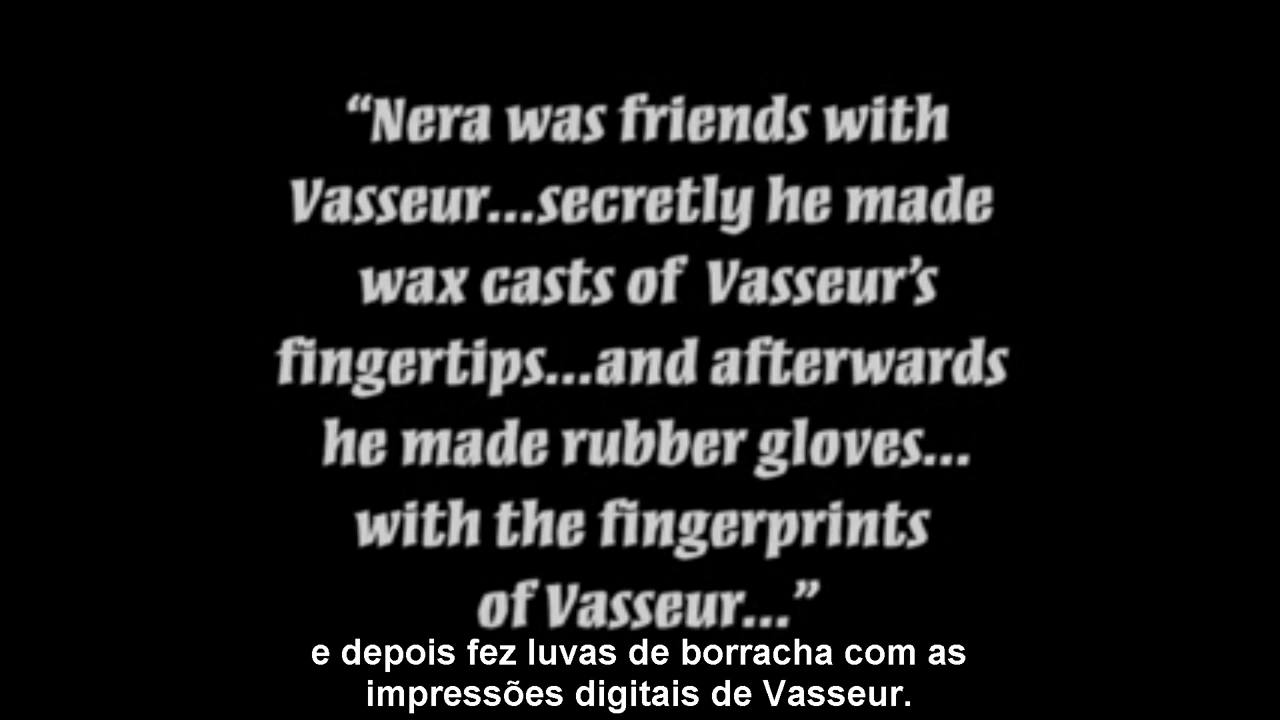 “Nera was friends with
Vasseur...secretly he made
wax casts of Vasseur’s
fingertips...and afterwards
he made rubber gloves...
with the fingerprints
of Vasseur...”
e depois fez luvas de borracha com as
impressões digitais de Vasseur.